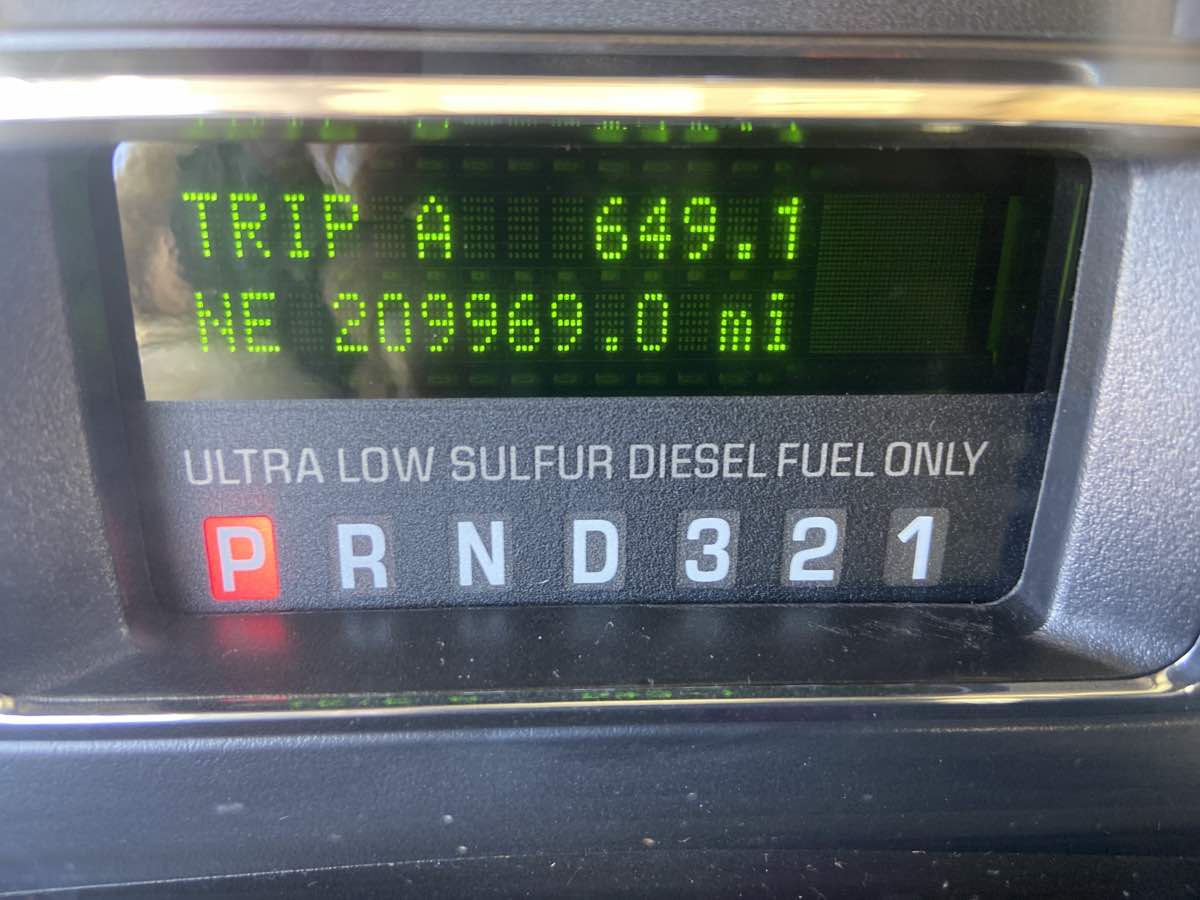 TRIP A 649.1
NE 209969.0 mi
ULTRA LOW SULFUR DIESEL FUEL ONLY
P R N D 3 2 1